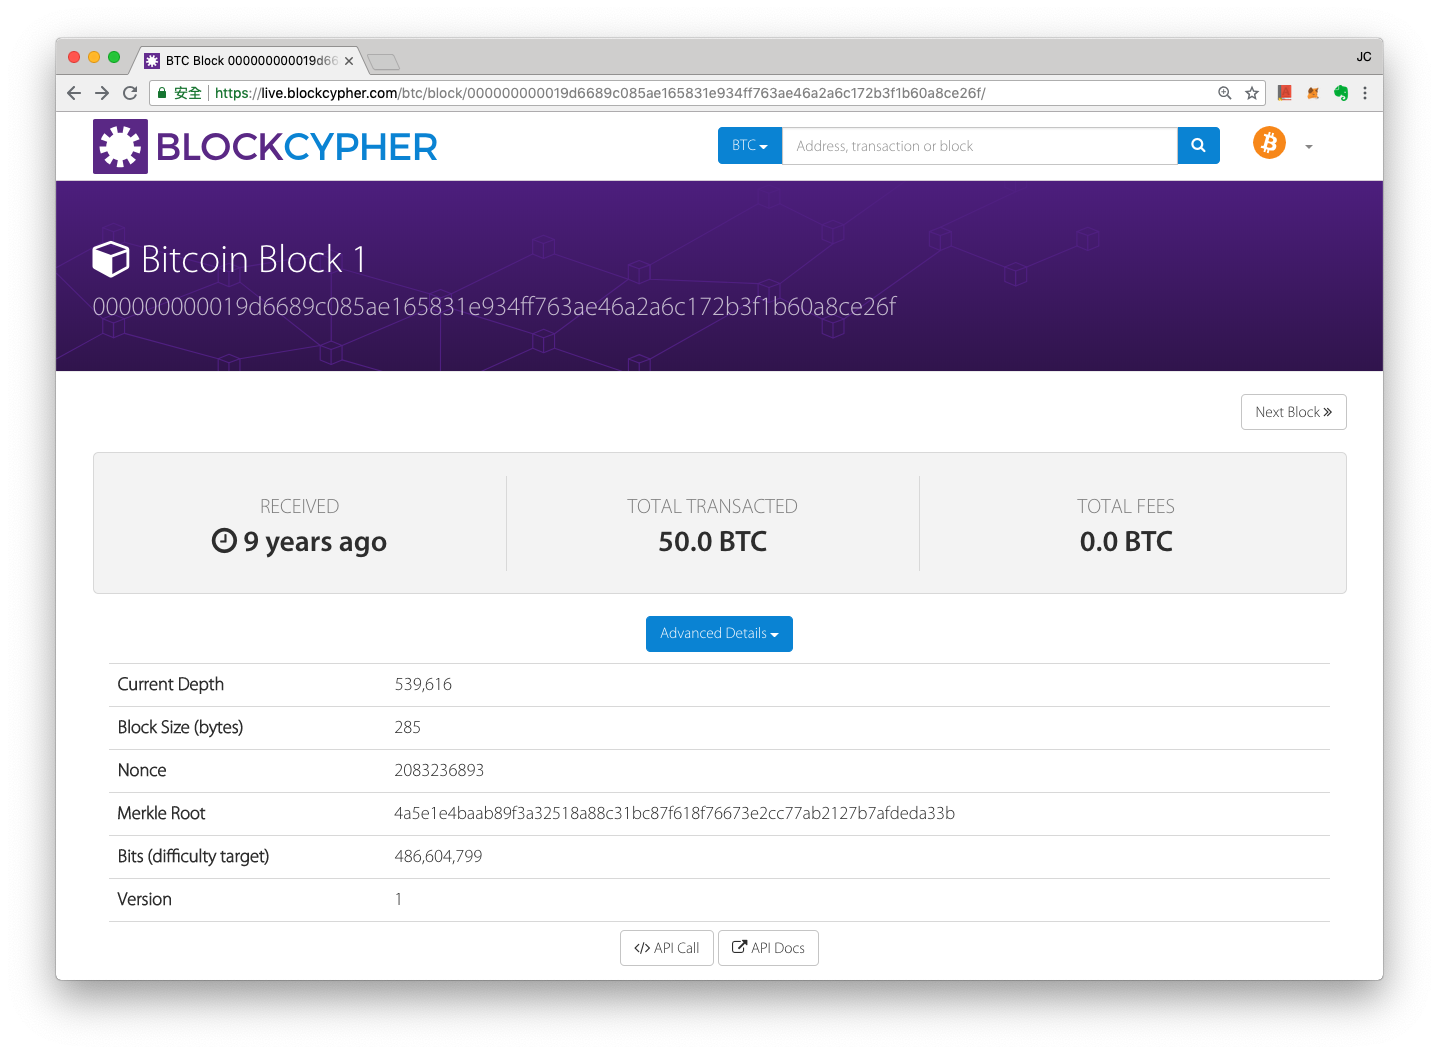 BTC Block 000000000019d66
JC
安全 https://live.blockcypher.com/btc/block/000000000019d6689c085ae165831e934ff763ae46a2a6c172b3f1b60a8ce26f/
BLOCKCYPHER
BTC
Address, transaction or block
Bitcoin Block 1
000000000019d6689c085ae165831e934ff763ae46a2a6c172b3f1b60a8ce26f
Next Block »
RECEIVED
9 years ago
TOTAL TRANSACTED
50.0 BTC
TOTAL FEES
0.0 BTC
Advanced Details
Current Depth 539,616
Block Size (bytes) 285
Nonce 2083236893
Merkle Root 4a5e1e4baab89f3a32518a88c31bc87f618f76673e2cc77ab2127b7afdeda33b
Bits (difficulty target) 486,604,799
Version 1
</> API Call
API Docs